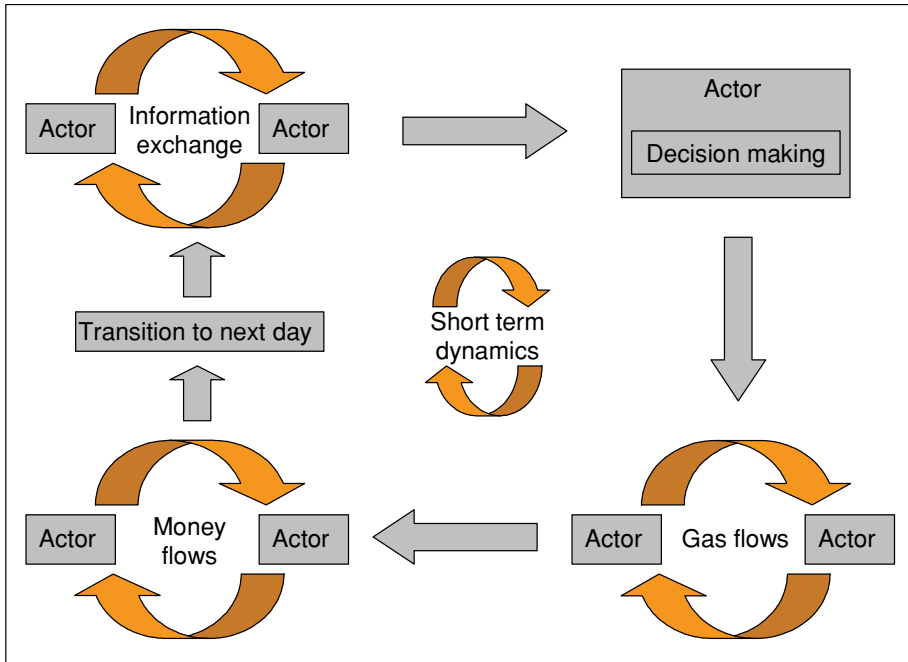 Actor
Information
exchange
Actor
Actor
Decision making
Transition to next day
Short term
dynamics
Actor
Money
flows
Actor
Actor
Gas flows
Actor